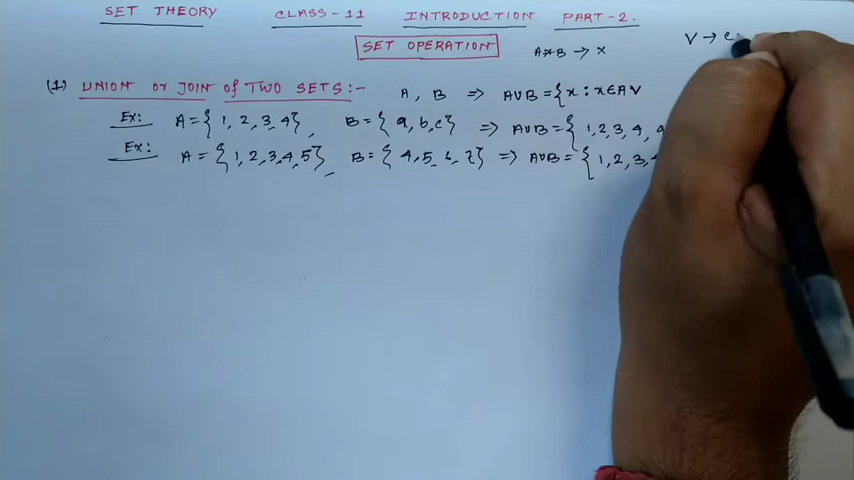 SET THEORY CLASS-11 INTRODUCTION PART-2.
SET OPERATION A*B → x V → e
(1) UNION or JOIN of TWO SETS:- A, B ⇒ A∪B = {x : x∈A V
Ex: A = {1, 2, 3, 4}, B = {a, b, c} ⇒ A∪B = {1, 2, 3, 4, a
Ex: A = {1, 2, 3, 4, 5}, B = {4, 5, 6, 7} ⇒ A∪B = {1, 2, 3, 4